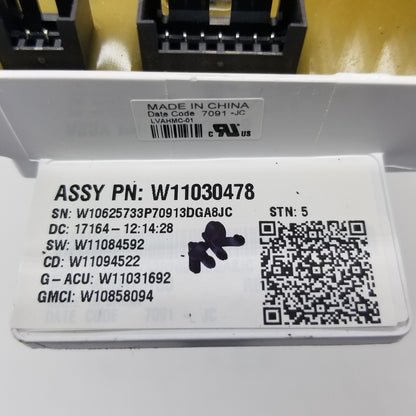 MADE IN CHINA
Date Code 7091 -JC
LVAHMC-01
C US
ASSY PN: W11030478
SN: W10625733P70913DGA8JC STN: 5
DC: 17164-12:14:28
SW: W11084592
CD: W11094522
G-ACU: W11031692
GMCI: W10858094
DATE CODE 7091 - JC